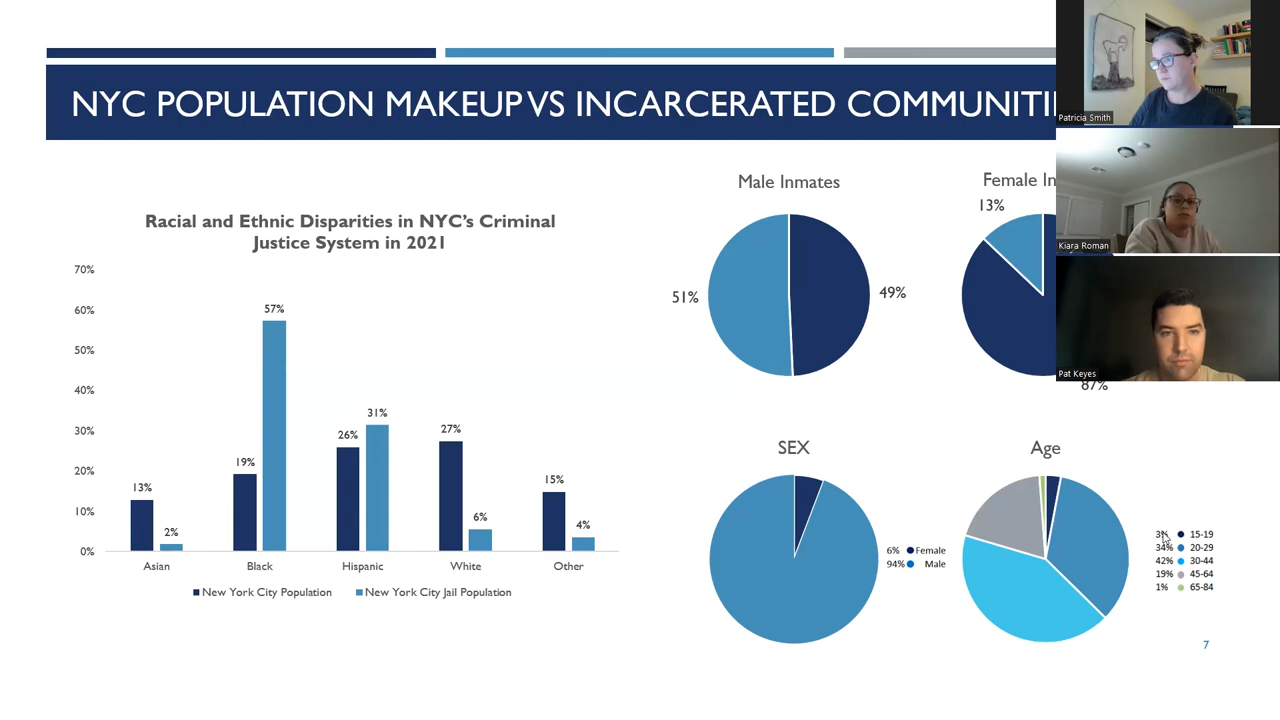 NYC POPULATION MAKEUP VS INCARCERATED COMMUNITI
Racial and Ethnic Disparities in NYC's Criminal
Justice System in 2021
70%
60%
50%
40%
30%
20%
10%
0%
13%
2%
19%
57%
26%
31%
27%
6%
15%
4%
Asian
Black
Hispanic
White
Other
New York City Population
New York City Jail Population
Male Inmates
51%
49%
Female In
13%
87%
SEX
6% Female
94% Male
Age
3% 15-19
34% 20-29
42% 30-44
19% 45-64
1% 65-84
7
Patricia Smith
Kiara Roman
Pat Keyes